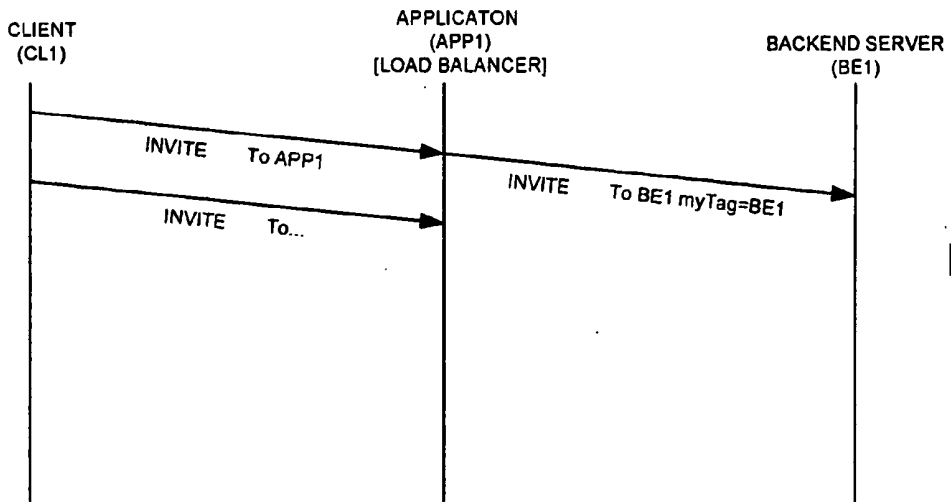 CLIENT
(CL1)
APPLICATON
(APP1)
[LOAD BALANCER]
BACKEND SERVER
(BE1)
INVITE To APP1
INVITE To BE1 myTag=BE1
INVITE To...